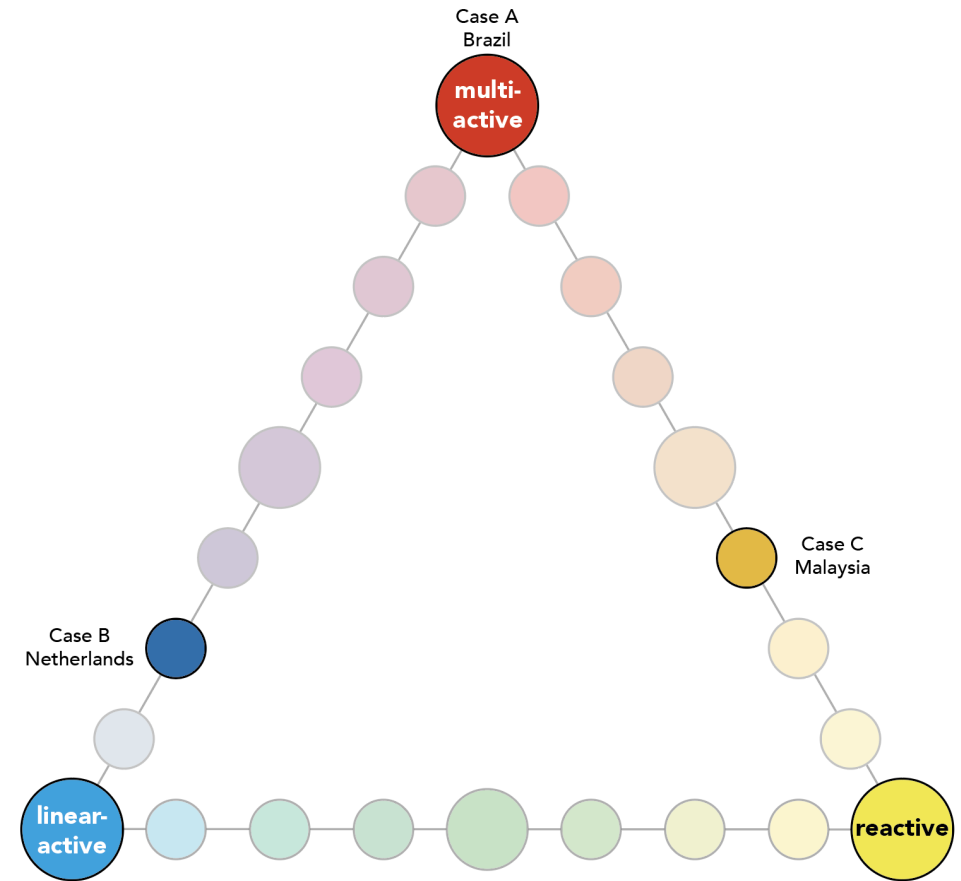 Case A
Brazil
multi-
active
Case C
Malaysia
Case B
Netherlands
linear-
active
reactive